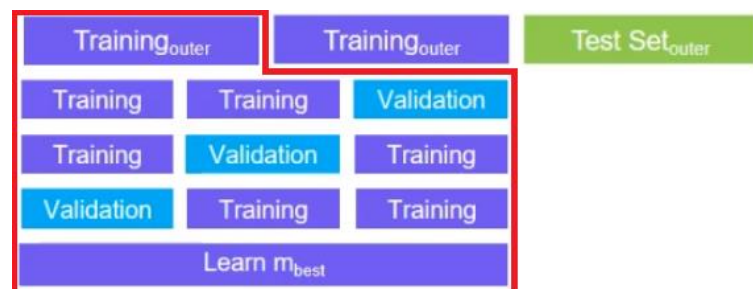 Training_outer Training_outer Test Set_outer
Training Training Validation
Training Validation Training
Validation Training Training
Learn m_best